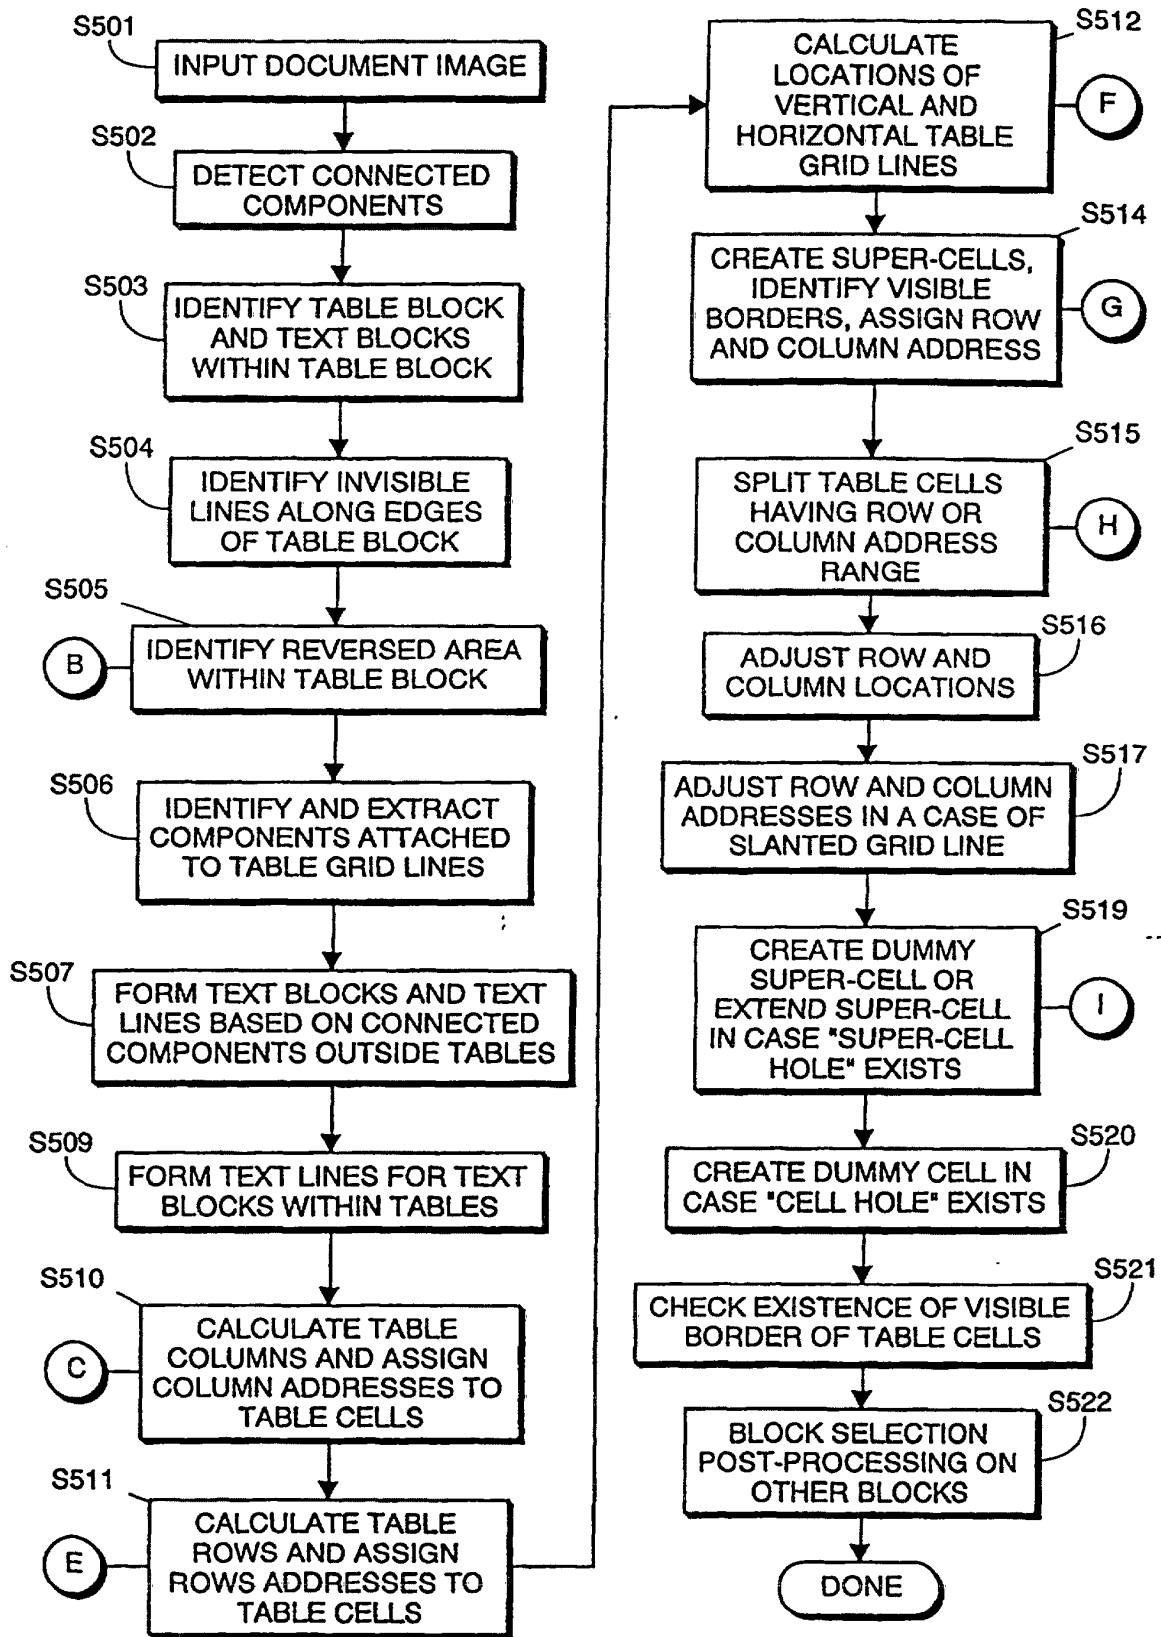 S501
INPUT DOCUMENT IMAGE
S502
DETECT CONNECTED
COMPONENTS
S503
IDENTIFY TABLE BLOCK
AND TEXT BLOCKS
WITHIN TABLE BLOCK
S504
IDENTIFY INVISIBLE
LINES ALONG EDGES
OF TABLE BLOCK
S505
B
IDENTIFY REVERSED AREA
WITHIN TABLE BLOCK
S506
IDENTIFY AND EXTRACT
COMPONENTS ATTACHED
TO TABLE GRID LINES
S507
FORM TEXT BLOCKS AND TEXT
LINES BASED ON CONNECTED
COMPONENTS OUTSIDE TABLES
S509
FORM TEXT LINES FOR TEXT
BLOCKS WITHIN TABLES
S510
C
CALCULATE TABLE
COLUMNS AND ASSIGN
COLUMN ADDRESSES TO
TABLE CELLS
S511
E
CALCULATE TABLE
ROWS AND ASSIGN
ROWS ADDRESSES TO
TABLE CELLS
S512
CALCULATE
LOCATIONS OF
VERTICAL AND
HORIZONTAL TABLE
GRID LINES
F
S514
CREATE SUPER-CELLS,
IDENTIFY VISIBLE
BORDERS, ASSIGN ROW
AND COLUMN ADDRESS
G
S515
SPLIT TABLE CELLS
HAVING ROW OR
COLUMN ADDRESS
RANGE
H
S516
ADJUST ROW AND
COLUMN LOCATIONS
S517
ADJUST ROW AND COLUMN
ADDRESSES IN A CASE OF
SLANTED GRID LINE
S519
CREATE DUMMY
SUPER-CELL OR
EXTEND SUPER-CELL
IN CASE "SUPER-CELL
HOLE" EXISTS
I
S520
CREATE DUMMY CELL IN
CASE "CELL HOLE" EXISTS
S521
CHECK EXISTENCE OF VISIBLE
BORDER OF TABLE CELLS
S522
BLOCK SELECTION
POST-PROCESSING ON
OTHER BLOCKS
DONE